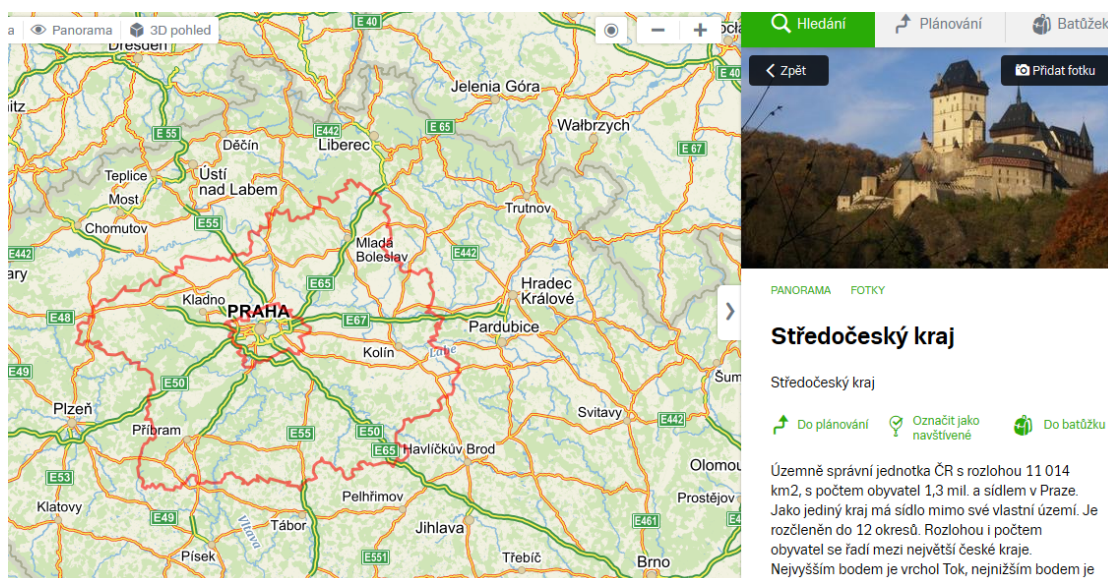 a Panorama 3D pohled
E 40
Dresden
E 40
Jelenia Góra
Wałbrzych
E 55
E442
E 65
E 67
Děčín
Liberec
Teplice
Ústí
nad Labem
Most
Trutnov
Chomutov
E55
Mladá
Boleslav
E442
E442
ary
E65
Hradec
Králové
Kladno
PRAHA
E48
E67
Pardubice
Kolín
Labe
E49
E50
Šum
Plzeň
Svitavy
E442
Příbram
E55
E50
E65
Havlíčkův Brod
Olomou
E53
Pelhřimov
Prostějov
Klatovy
E49
Vltava
Tábor
Jihlava
E461
E4
Písek
E551
Třebíč
Brno
Hledání
Plánování
Batůžek
Zpět
Přidat fotku
PANORAMA FOTKY
Středočeský kraj
Středočeský kraj
Do plánování
Označit jako
navštívené
Do batůžku
Územně správní jednotka ČR s rozlohou 11 014
km2, s počtem obyvatel 1,3 mil. a sídlem v Praze.
Jako jediný kraj má sídlo mimo své vlastní území. Je
rozčleněn do 12 okresů. Rozlohou i počtem
obyvatel se řadí mezi největší české kraje.
Nejvyšším bodem je vrchol Tok, nejnižším bodem je